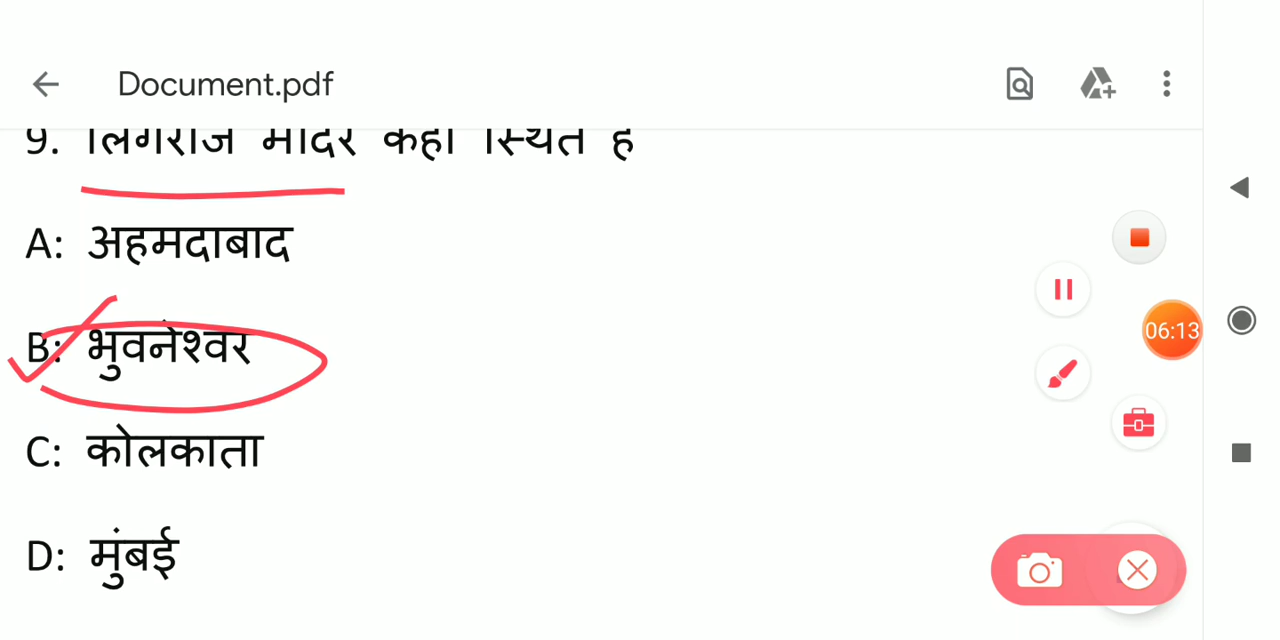 Document.pdf
9. लिंगराज मंदिर कहाँ स्थित है
A: अहमदाबाद
B: भुवनेश्वर
06:13
C: कोलकाता
D: मुंबई